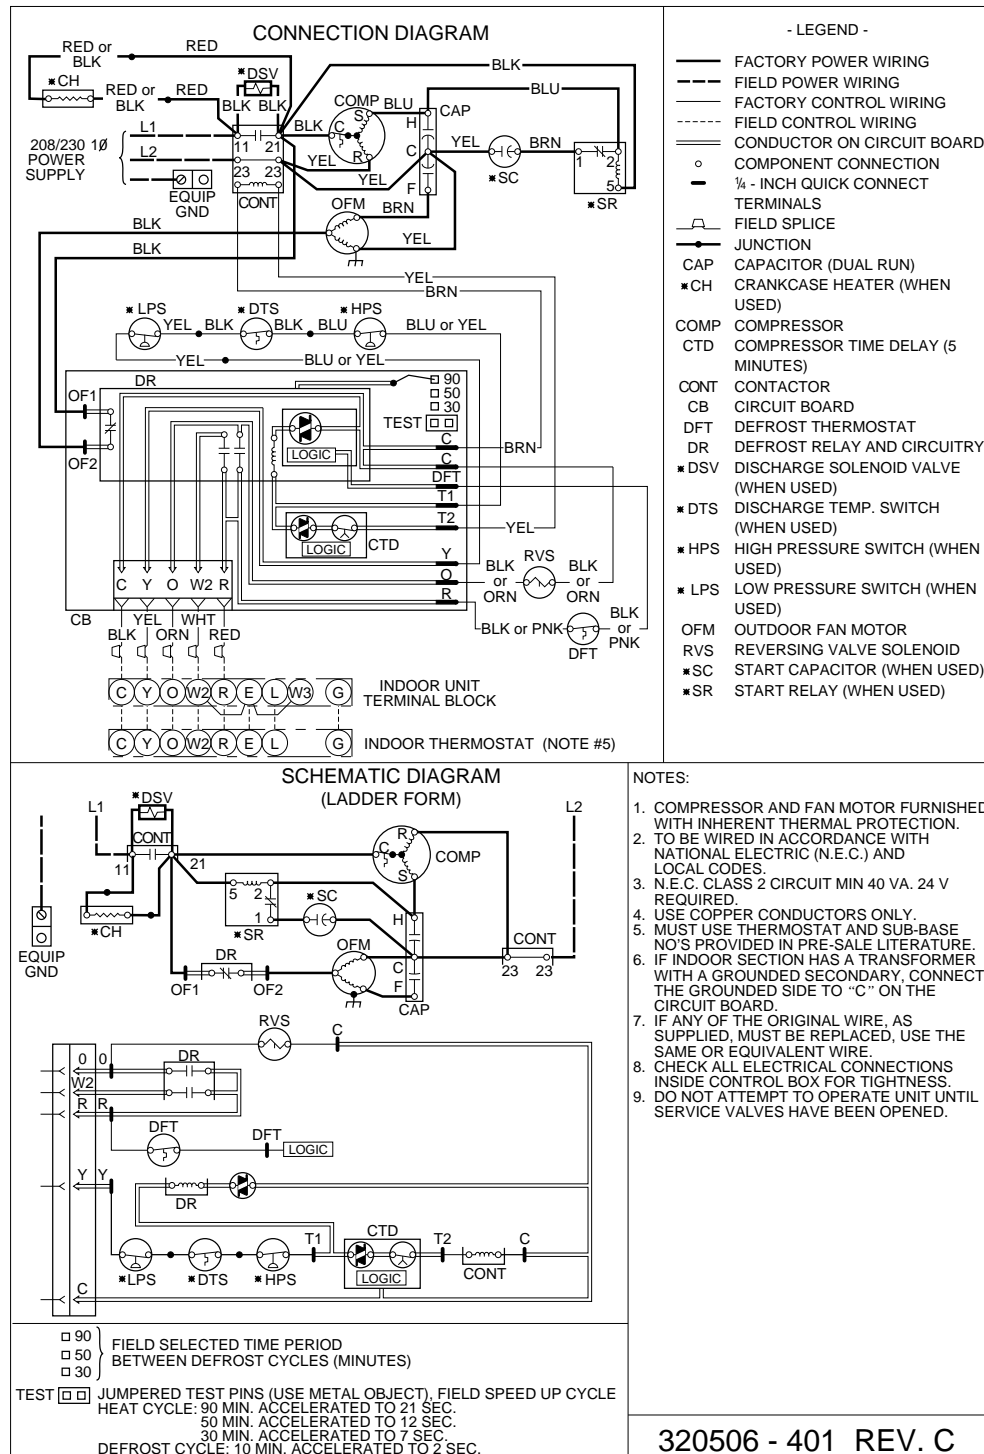 CONNECTION DIAGRAM
RED or
BLK
RED
*CH
RED or
BLK
RED
*DSV
BLK
BLK
BLK
BLU
L1
L2
208/230 1Ø
POWER
SUPPLY
EQUIP
GND
11
21
23
23
CONT
BLK
COMP
S
C
R
BLU
CAP
H
C
F
YEL
YEL
YEL
BRN
*SC
1
2
5
*SR
OFM
BRN
YEL
BLK
BLK
YEL
BRN
*LPS
YEL
BLK
*DTS
BLK
BLU
*HPS
BLU or YEL
YEL
BLU or YEL
DR
OF1
OF2
90
50
30
TEST
LOGIC
C
BRN
C
DFT
T1
T2
YEL
LOGIC
CTD
Y
O
R
BLK
or
ORN
RVS
BLK
or
ORN
BLK or PNK
DFT
BLK
or
PNK
C Y O W2 R
CB
BLK
YEL
ORN
WHT
RED
C Y O W2 R E L W3 G
INDOOR UNIT
TERMINAL BLOCK
C Y O W2 R E L G
INDOOR THERMOSTAT (NOTE #5)
- LEGEND -
FACTORY POWER WIRING
FIELD POWER WIRING
FACTORY CONTROL WIRING
FIELD CONTROL WIRING
CONDUCTOR ON CIRCUIT BOARD
COMPONENT CONNECTION
¼ - INCH QUICK CONNECT
TERMINALS
FIELD SPLICE
JUNCTION
CAP CAPACITOR (DUAL RUN)
*CH CRANKCASE HEATER (WHEN
USED)
COMP COMPRESSOR
CTD COMPRESSOR TIME DELAY (5
MINUTES)
CONT CONTACTOR
CB CIRCUIT BOARD
DFT DEFROST THERMOSTAT
DR DEFROST RELAY AND CIRCUITRY
*DSV DISCHARGE SOLENOID VALVE
(WHEN USED)
*DTS DISCHARGE TEMP. SWITCH
(WHEN USED)
*HPS HIGH PRESSURE SWITCH (WHEN
USED)
*LPS LOW PRESSURE SWITCH (WHEN
USED)
OFM OUTDOOR FAN MOTOR
RVS REVERSING VALVE SOLENOID
*SC START CAPACITOR (WHEN USED)
*SR START RELAY (WHEN USED)
SCHEMATIC DIAGRAM
(LADDER FORM)
L1
*DSV
CONT
11
21
L2
R
C
S
COMP
5
2
1
*SR
*SC
H
C
F
CAP
*CH
EQUIP
GND
DR
OF1
OF2
OFM
CONT
23
23
RVS
C
0 0
DR
W2
R R
DFT
DFT
LOGIC
Y Y
DR
CTD
T1
T2
C
LOGIC
CONT
*LPS
*DTS
*HPS
C
NOTES:
1. COMPRESSOR AND FAN MOTOR FURNISHED
WITH INHERENT THERMAL PROTECTION.
2. TO BE WIRED IN ACCORDANCE WITH
NATIONAL ELECTRIC (N.E.C.) AND
LOCAL CODES.
3. N.E.C. CLASS 2 CIRCUIT MIN 40 VA. 24 V
REQUIRED.
4. USE COPPER CONDUCTORS ONLY.
5. MUST USE THERMOSTAT AND SUB-BASE
NO'S PROVIDED IN PRE-SALE LITERATURE.
6. IF INDOOR SECTION HAS A TRANSFORMER
WITH A GROUNDED SECONDARY, CONNECT
THE GROUNDED SIDE TO “C” ON THE
CIRCUIT BOARD.
7. IF ANY OF THE ORIGINAL WIRE, AS
SUPPLIED, MUST BE REPLACED, USE THE
SAME OR EQUIVALENT WIRE.
8. CHECK ALL ELECTRICAL CONNECTIONS
INSIDE CONTROL BOX FOR TIGHTNESS.
9. DO NOT ATTEMPT TO OPERATE UNIT UNTIL
SERVICE VALVES HAVE BEEN OPENED.
90
50
30
FIELD SELECTED TIME PERIOD
BETWEEN DEFROST CYCLES (MINUTES)
TEST JUMPERED TEST PINS (USE METAL OBJECT), FIELD SPEED UP CYCLE
HEAT CYCLE: 90 MIN. ACCELERATED TO 21 SEC.
50 MIN. ACCELERATED TO 12 SEC.
30 MIN. ACCELERATED TO 7 SEC.
DEFROST CYCLE: 10 MIN. ACCELERATED TO 2 SEC.
320506 - 401 REV. C